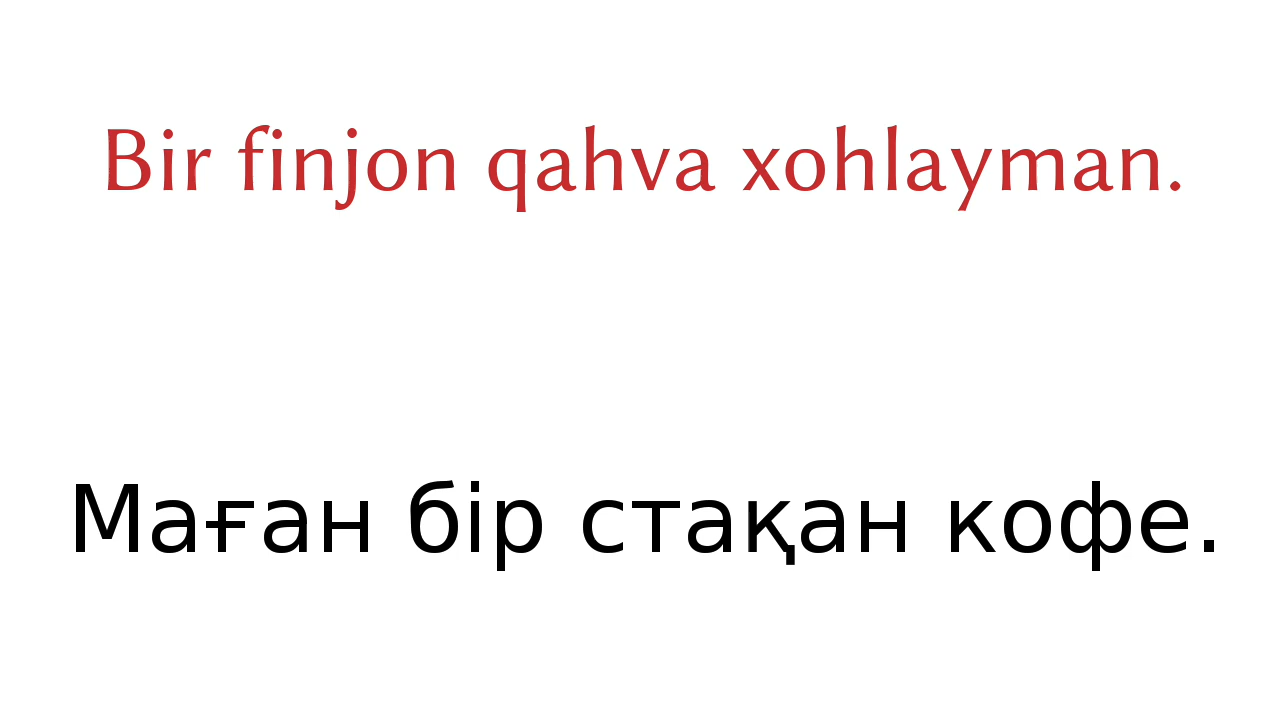 Bir finjon qahva xohlayman.
Маған бір стақан кофе.